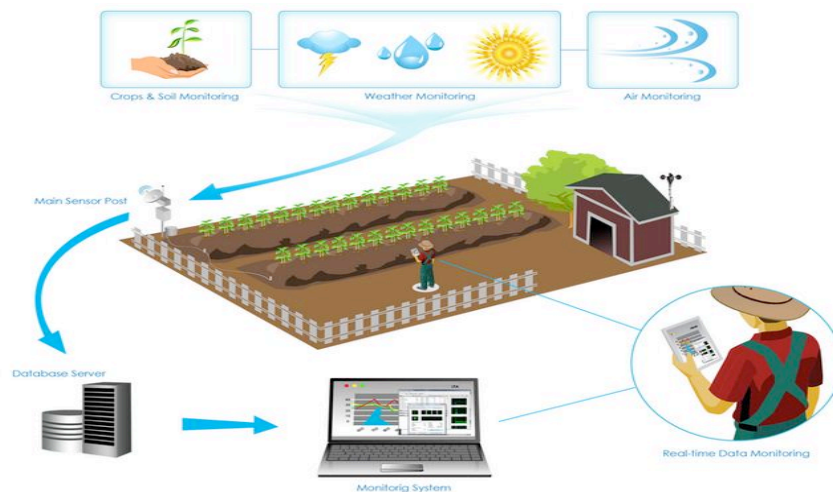 Crops & Soil Monitoring
Weather Monitoring
Air Monitoring
Main Sensor Post
Database Server
Monitorig System
Real-time Data Monitoring